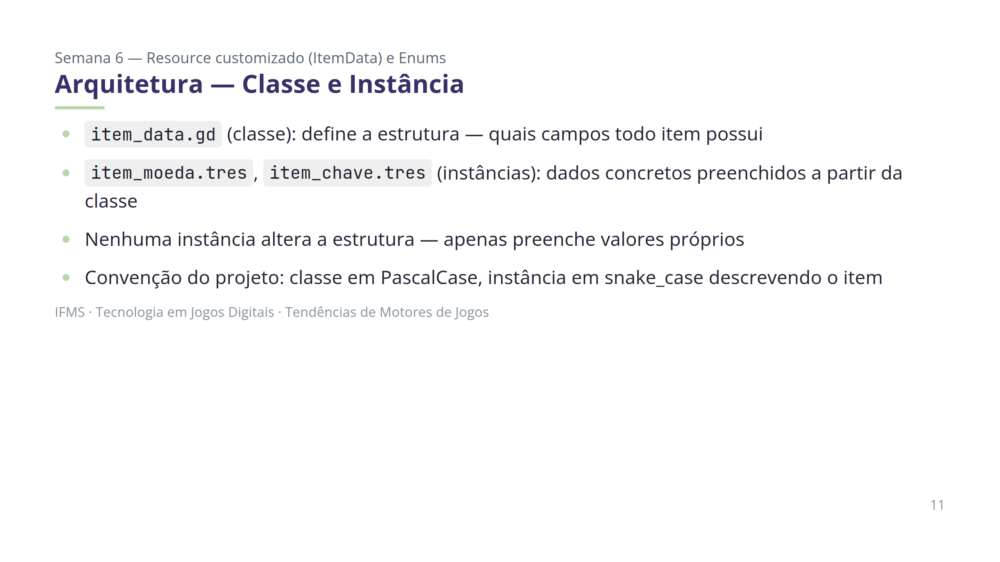 Semana 6 — Resource customizado (ItemData) e Enums
Arquitetura — Classe e Instância
item_data.gd (classe): define a estrutura — quais campos todo item possui
item_moeda.tres, item_chave.tres (instâncias): dados concretos preenchidos a partir da
classe
Nenhuma instância altera a estrutura — apenas preenche valores próprios
Convenção do projeto: classe em PascalCase, instância em snake_case descrevendo o item
IFMS · Tecnologia em Jogos Digitais · Tendências de Motores de Jogos
11